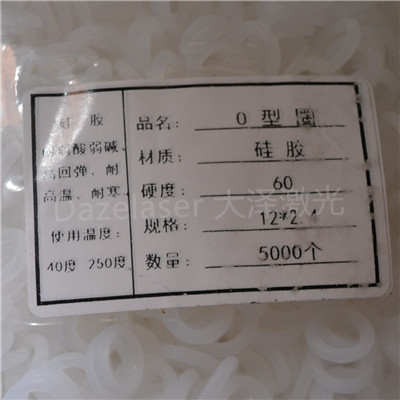 硅 胶
耐弱酸弱碱、
高回弹、耐
高温、耐寒
使用温度:
40度 250度
品名: O 型 圈
材质: 硅 胶
硬度: 60
规格: 12*2.4
数量: 5000个
Dazelaser 大泽激光